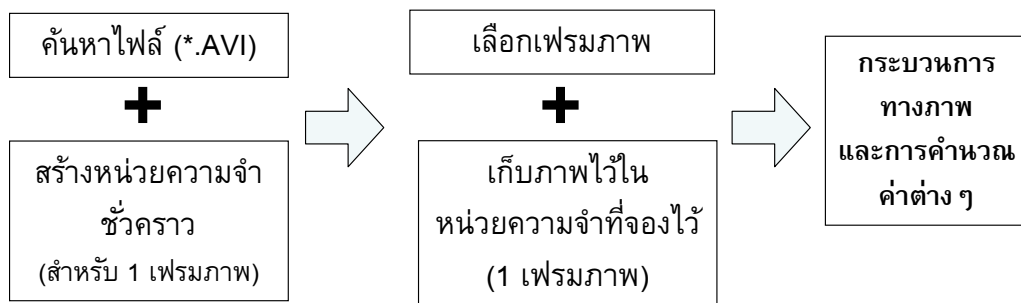 ค้นหาไฟล์ (*.AVI)
+
สร้างหน่วยความจำ
ชั่วคราว
(สำหรับ 1 เฟรมภาพ)
เลือกเฟรมภาพ
+
เก็บภาพไว้ใน
หน่วยความจำที่จองไว้
(1 เฟรมภาพ)
กระบวนการ
ทางภาพ
และการคำนวณ
ค่าต่าง ๆ